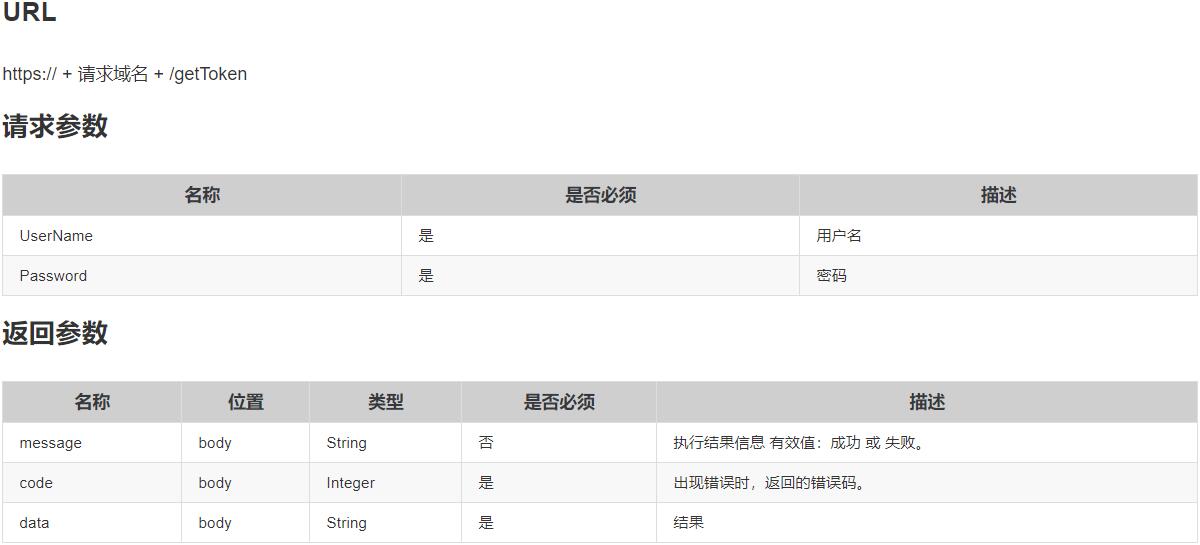 URL
https:// + 请求域名 + /getToken
请求参数
名称 是否必须 描述
UserName 是 用户名
Password 是 密码
返回参数
名称 位置 类型 是否必须 描述
message body String 否 执行结果信息 有效值：成功 或 失败。
code body Integer 是 出现错误时，返回的错误码。
data body String 是 结果